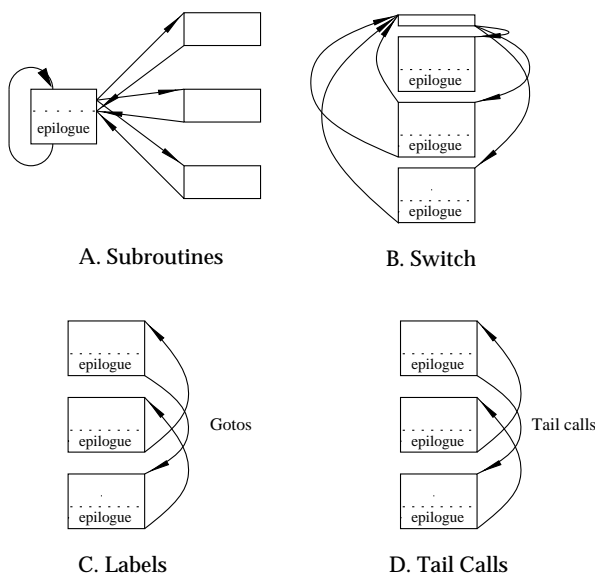 epilogue
epilogue
epilogue
epilogue
A. Subroutines
B. Switch
epilogue
epilogue
epilogue
Gotos
C. Labels
epilogue
epilogue
epilogue
Tail calls
D. Tail Calls